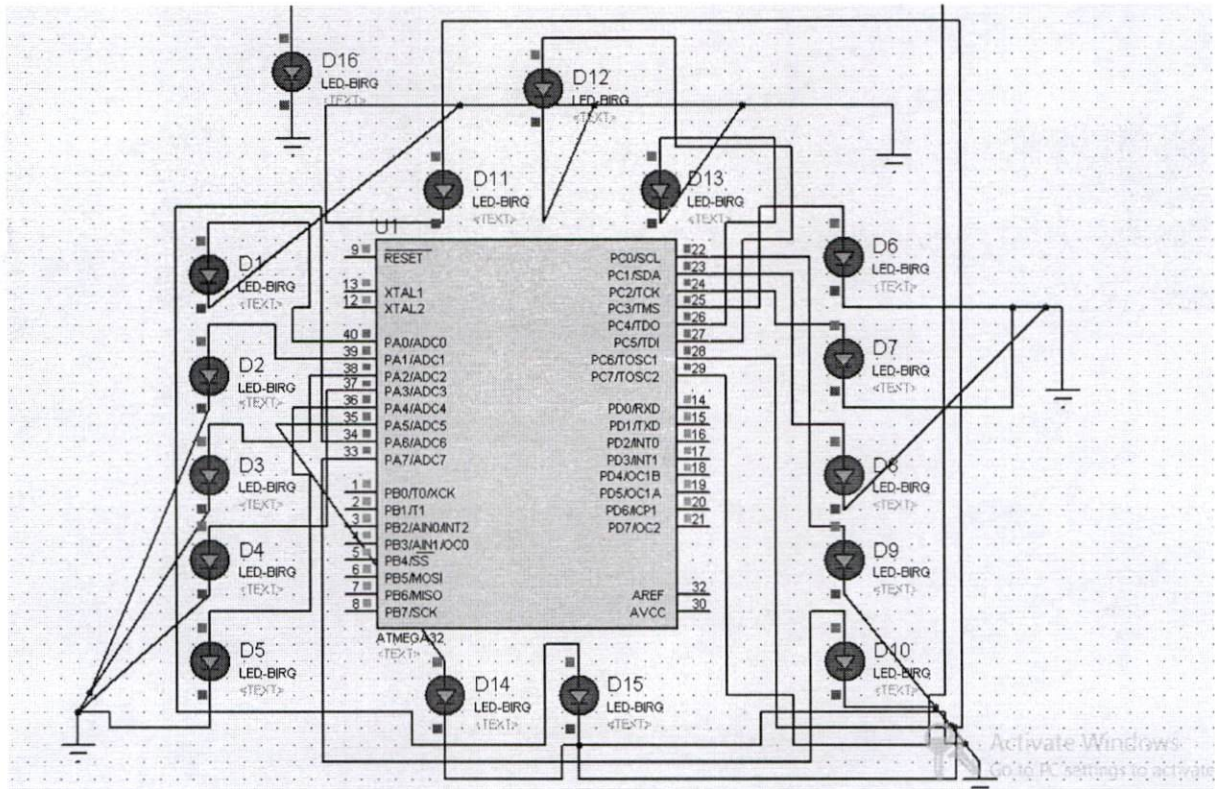 D16
LED-BIRG
<TEXT>
D12
LED-BIRG
D11
LED-BIRG
<TEXT>
D13
LED-BIRG
<TEXT>
U1
D1
LED-BIRG
<TEXT>
D2
LED-BIRG
<TEXT>
D3
LED-BIRG
<TEXT>
D4
LED-BIRG
<TEXT>
D5
LED-BIRG
<TEXT>
9 RESET
13 XTAL1
12 XTAL2
40 PA0/ADC0
39 PA1/ADC1
38 PA2/ADC2
37 PA3/ADC3
36 PA4/ADC4
35 PA5/ADC5
34 PA6/ADC6
33 PA7/ADC7
1 PB0/T0/XCK
2 PB1/T1
3 PB2/AIN0/INT2
4 PB3/AIN1/OC0
5 PB4/SS
6 PB5/MOSI
7 PB6/MISO
8 PB7/SCK
PC0/SCL 22
PC1/SDA 23
PC2/TCK 24
PC3/TMS 25
PC4/TDO 26
PC5/TDI 27
PC6/TOSC1 28
PC7/TOSC2 29
PD0/RXD 14
PD1/TXD 15
PD2/INT0 16
PD3/INT1 17
PD4/OC1B 18
PD5/OC1A 19
PD6/ICP1 20
PD7/OC2 21
AREF 32
AVCC 30
ATMEGA32
<TEXT>
D6
LED-BIRG
<TEXT>
D7
LED-BIRG
<TEXT>
D8
LED-BIRG
<TEXT>
D9
LED-BIRG
<TEXT>
D10
LED-BIRG
<TEXT>
D14
LED-BIRG
<TEXT>
D15
LED-BIRG
<TEXT>
Activate Windows
Go to PC settings to activate